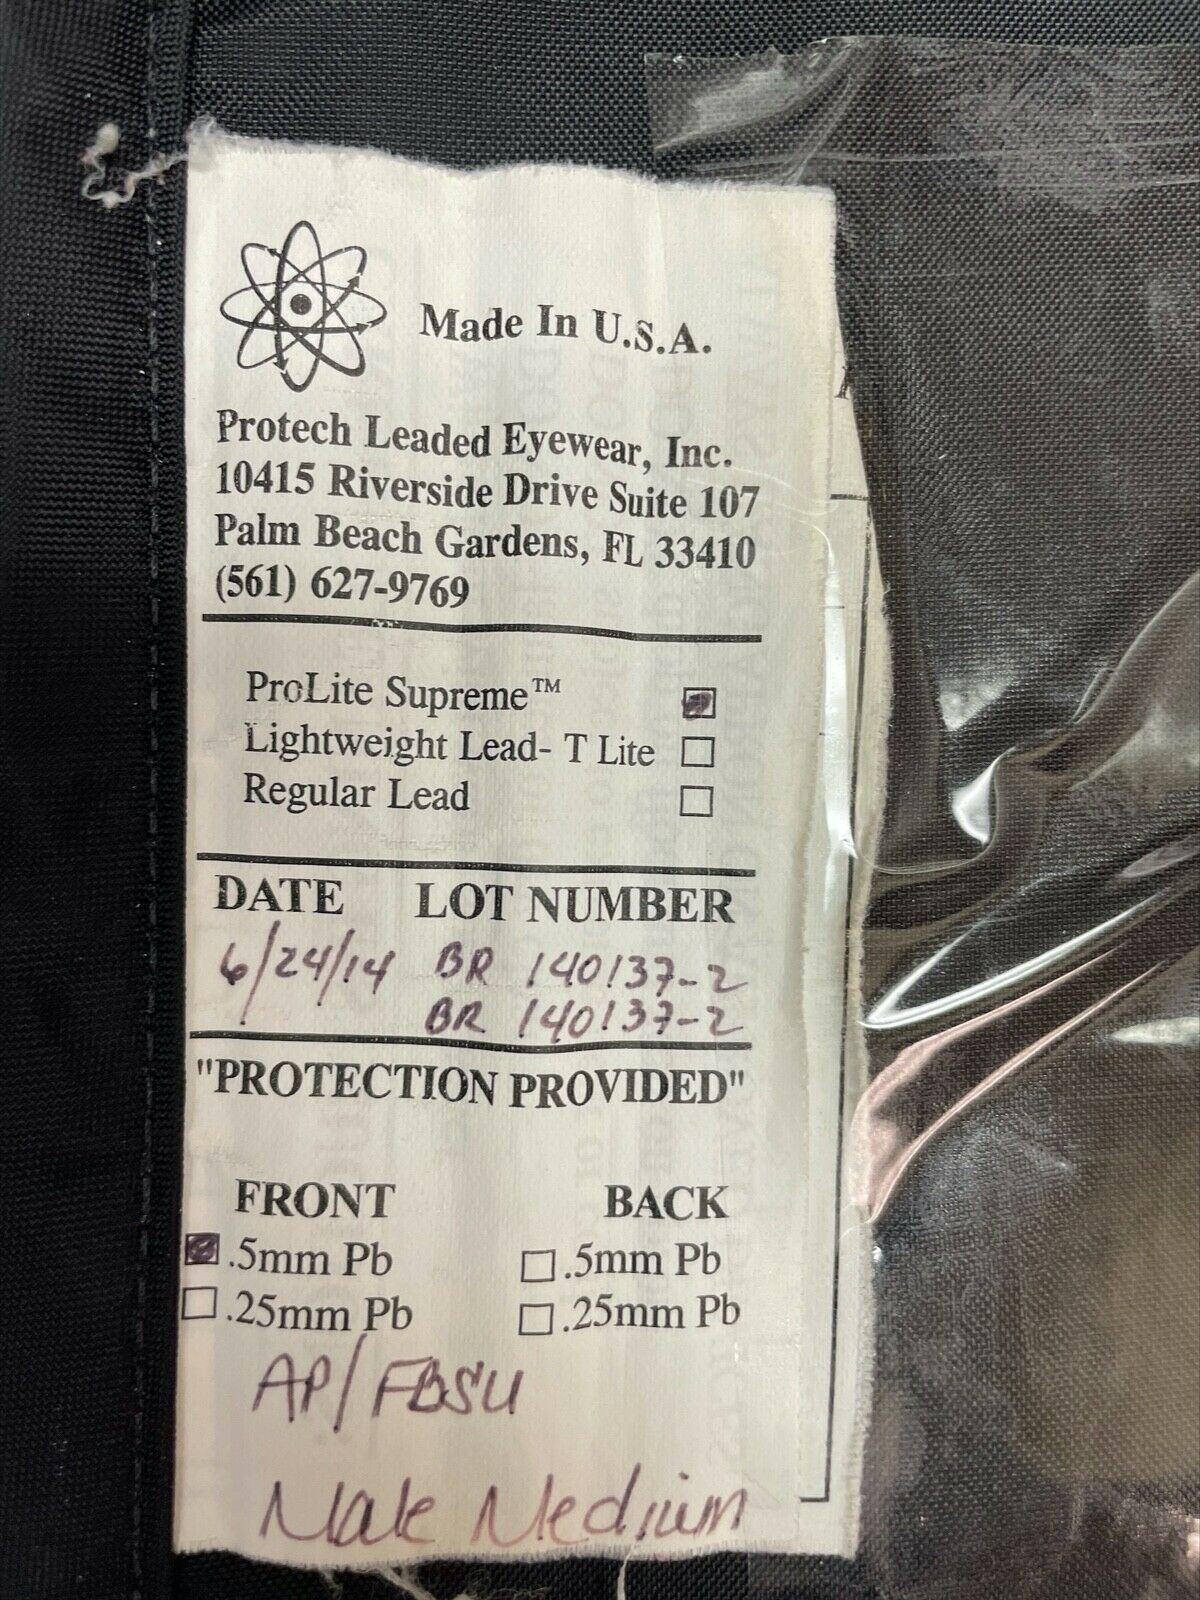 Made In U.S.A.
Protech Leaded Eyewear, Inc.
10415 Riverside Drive Suite 107
Palm Beach Gardens, FL 33410
(561) 627-9769
ProLite Supreme™
Lightweight Lead- T Lite
Regular Lead
DATE LOT NUMBER
6/24/14 BR 140137-2
BR 140137-2
"PROTECTION PROVIDED"
FRONT BACK
.5mm Pb .5mm Pb
.25mm Pb .25mm Pb
AP/FBSU
Male Medium